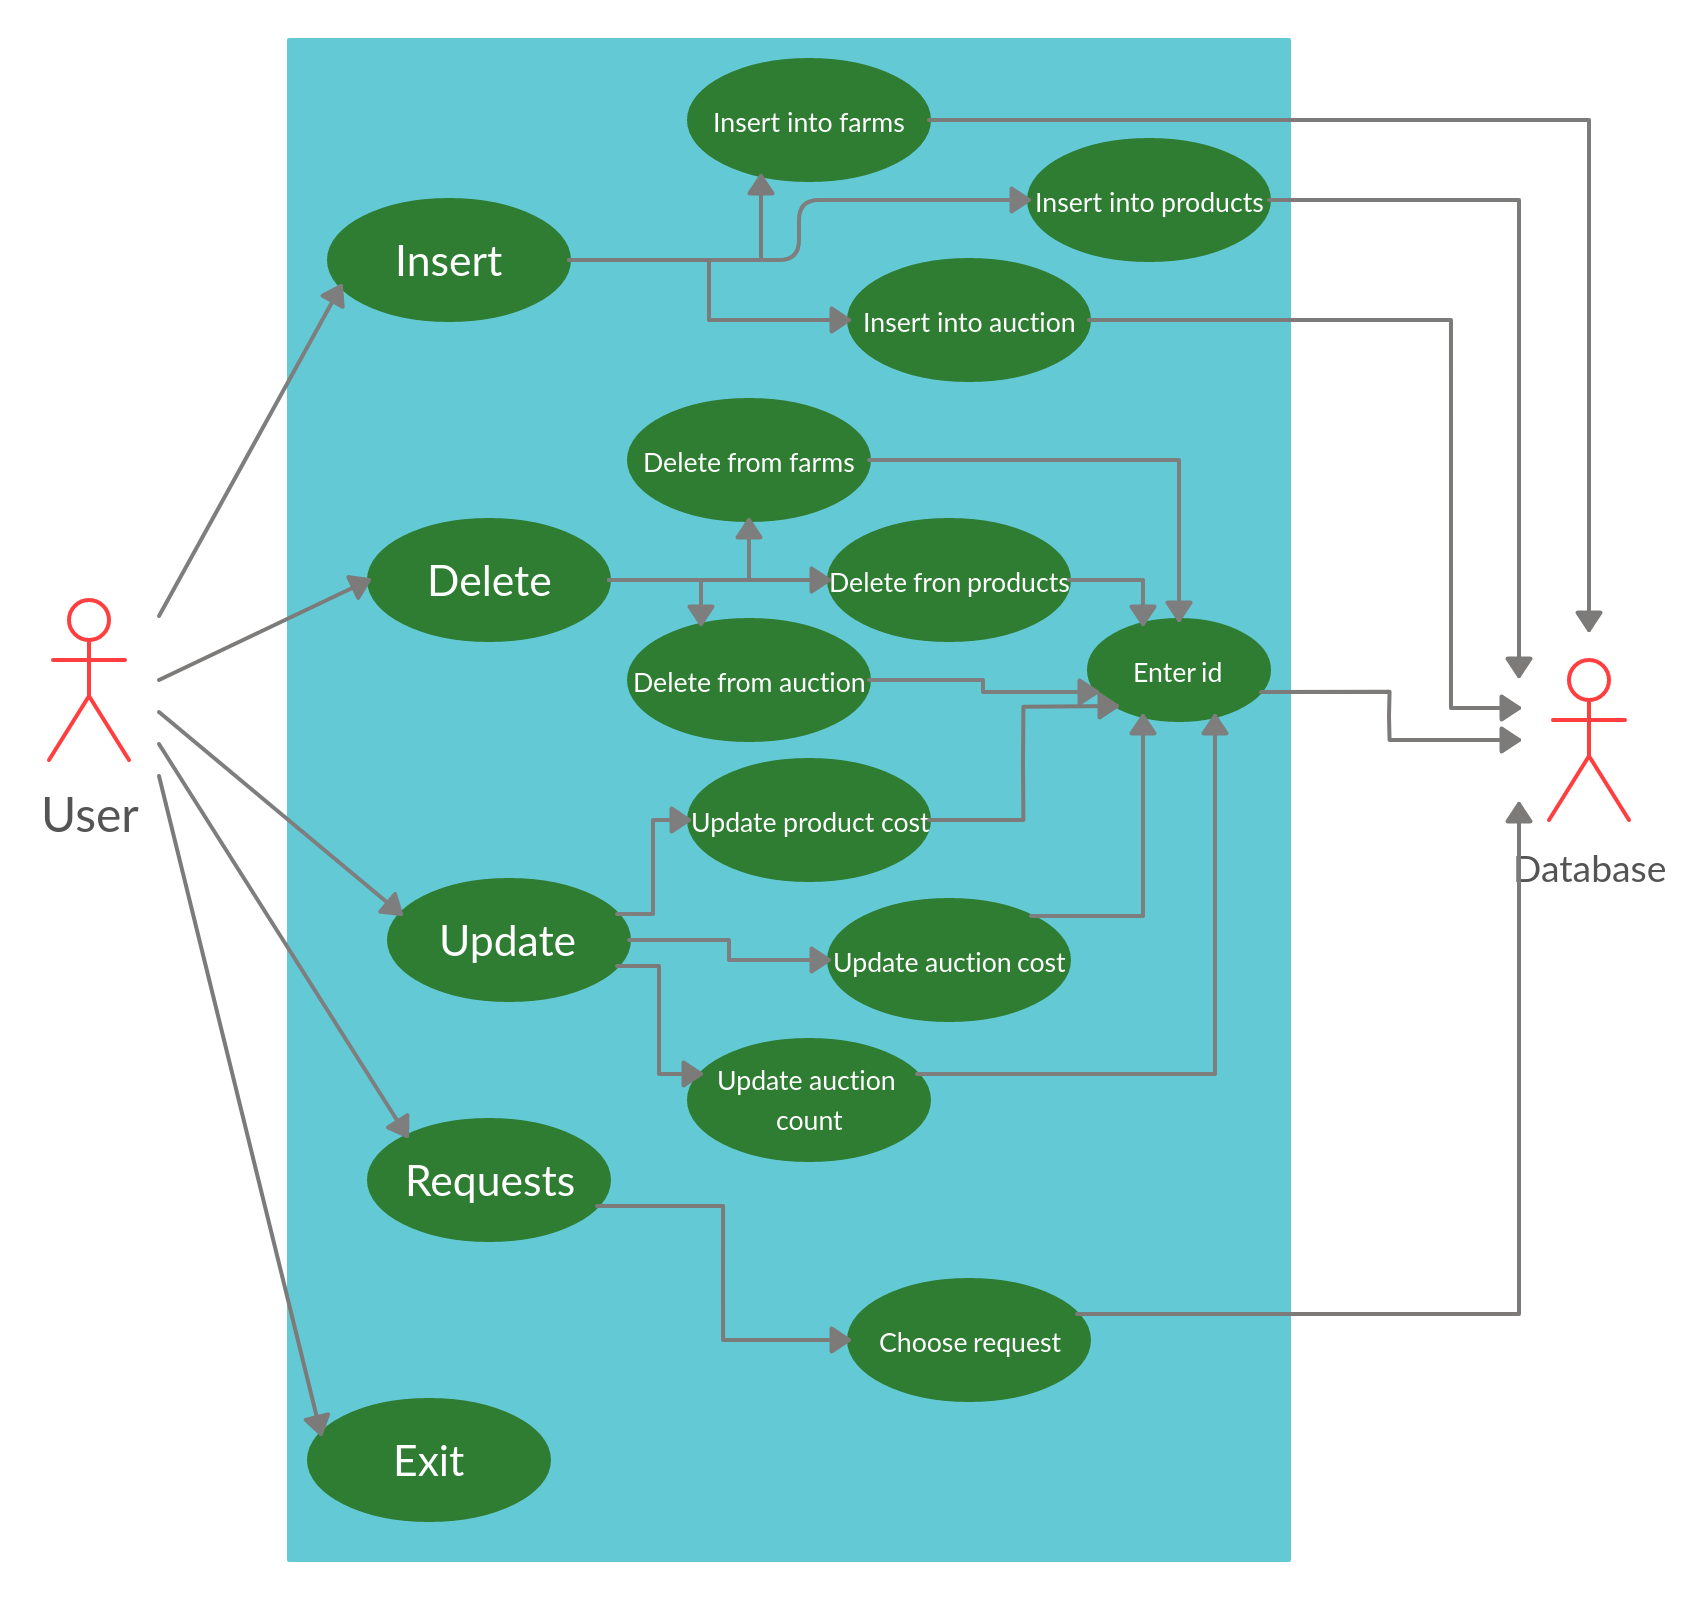 Insert into farms
Insert into products
Insert
Insert into auction
Delete from farms
Delete
Delete fron products
Enter id
Delete from auction
User
Update product cost
Database
Update
Update auction cost
Update auction
count
Requests
Choose request
Exit